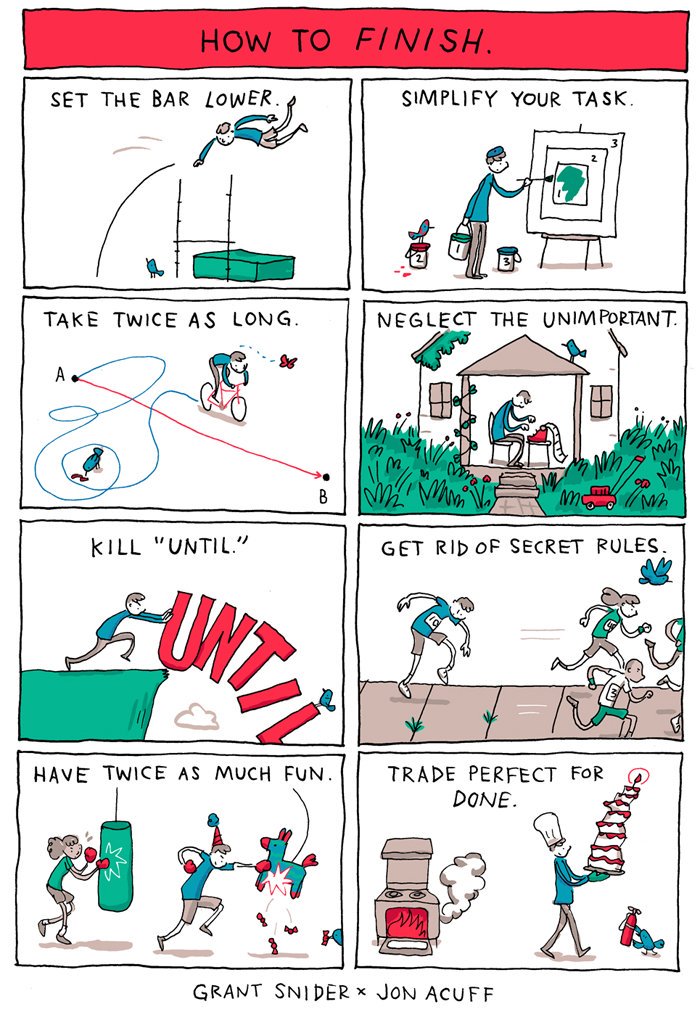 HOW TO FINISH.
SET THE BAR LOWER.
SIMPLIFY YOUR TASK.
3
2
1
2
1
3
TAKE TWICE AS LONG.
A
B
NEGLECT THE UNIMPORTANT.
KILL "UNTIL."
UNTIL
GET RID OF SECRET RULES.
HAVE TWICE AS MUCH FUN.
TRADE PERFECT FOR
DONE.
GRANT SNIDER × JON ACUFF